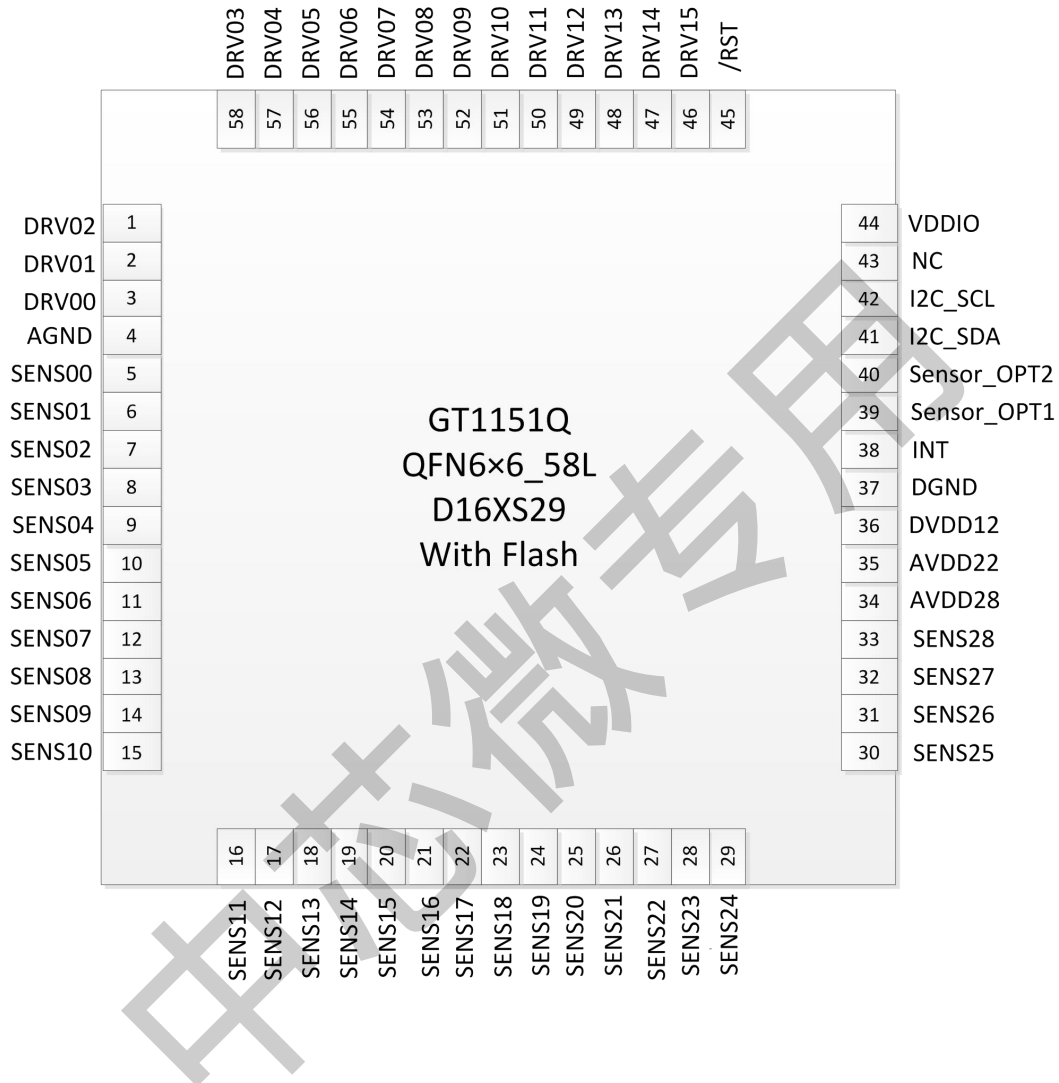 DRV03 DRV04 DRV05 DRV06 DRV07 DRV08 DRV09 DRV10 DRV11 DRV12 DRV13 DRV14 DRV15 /RST
58 57 56 55 54 53 52 51 50 49 48 47 46 45
DRV02 1
DRV01 2
DRV00 3
AGND 4
SENS00 5
SENS01 6
SENS02 7
SENS03 8
SENS04 9
SENS05 10
SENS06 11
SENS07 12
SENS08 13
SENS09 14
SENS10 15
GT1151Q
QFN6×6_58L
D16XS29
With Flash
44 VDDIO
43 NC
42 I2C_SCL
41 I2C_SDA
40 Sensor_OPT2
39 Sensor_OPT1
38 INT
37 DGND
36 DVDD12
35 AVDD22
34 AVDD28
33 SENS28
32 SENS27
31 SENS26
30 SENS25
16 17 18 19 20 21 22 23 24 25 26 27 28 29
SENS11 SENS12 SENS13 SENS14 SENS15 SENS16 SENS17 SENS18 SENS19 SENS20 SENS21 SENS22 SENS23 SENS24
中芯微专用